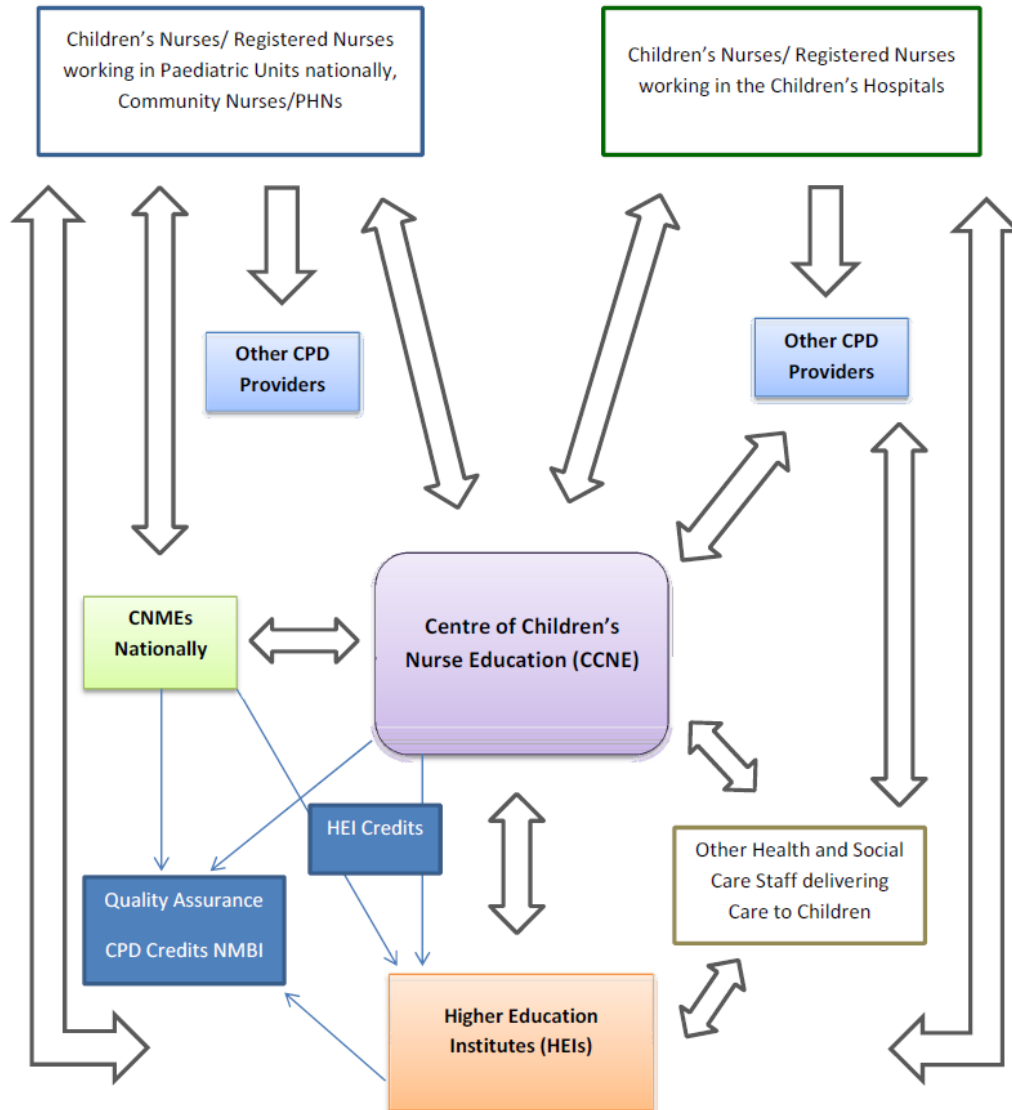 Children’s Nurses/ Registered Nurses
working in Paediatric Units nationally,
Community Nurses/PHNs
Children’s Nurses/ Registered Nurses
working in the Children’s Hospitals
Other CPD
Providers
Other CPD
Providers
CNMEs
Nationally
Centre of Children’s
Nurse Education (CCNE)
HEI Credits
Quality Assurance
CPD Credits NMBI
Other Health and Social
Care Staff delivering
Care to Children
Higher Education
Institutes (HEIs)